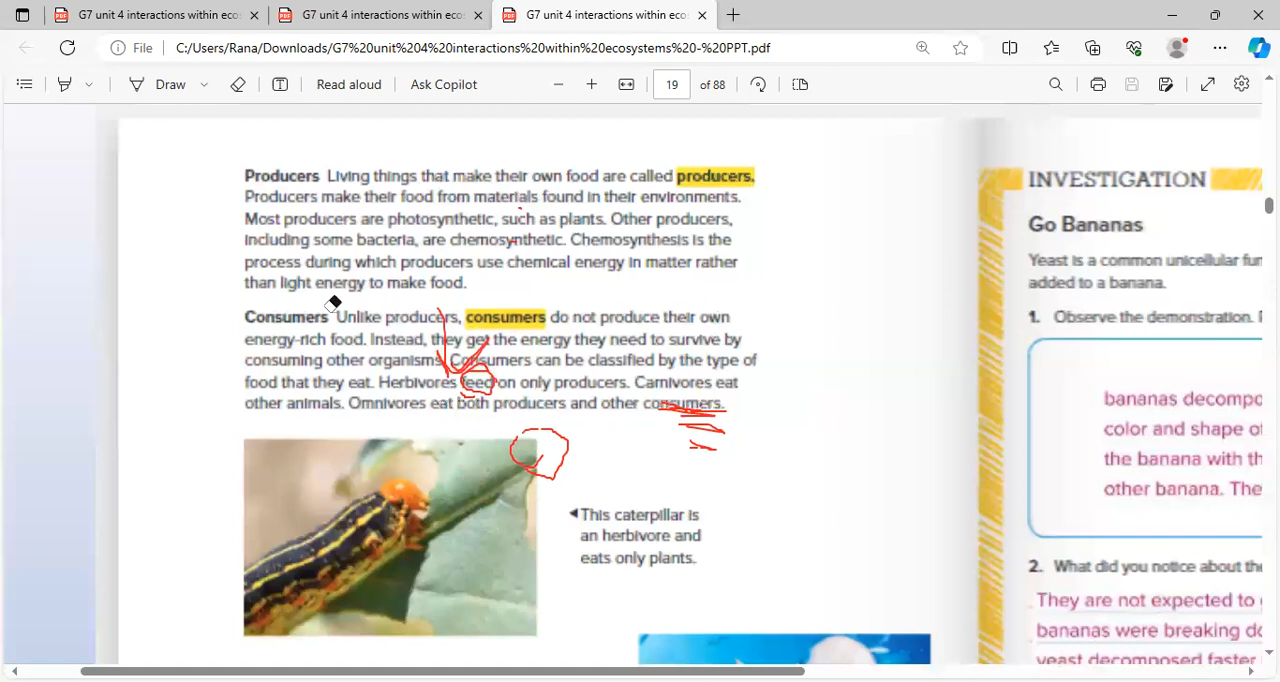 G7 unit 4 interactions within eco
G7 unit 4 interactions within eco
G7 unit 4 interactions within eco
File
C:/Users/Rana/Downloads/G7%20unit%204%20interactions%20within%20ecosystems%20-%20PPT.pdf
Draw
Read aloud
Ask Copilot
19 of 88
Producers Living things that make their own food are called producers.
Producers make their food from materials found in their environments.
Most producers are photosynthetic, such as plants. Other producers,
including some bacteria, are chemosynthetic. Chemosynthesis is the
process during which producers use chemical energy in matter rather
than light energy to make food.
Consumers Unlike producers, consumers do not produce their own
energy-rich food. Instead, they get the energy they need to survive by
consuming other organisms. Consumers can be classified by the type of
food that they eat. Herbivores feed on only producers. Carnivores eat
other animals. Omnivores eat both producers and other consumers.
This caterpillar is
an herbivore and
eats only plants.
INVESTIGATION
Go Bananas
Yeast is a common unicellular fun
added to a banana.
1. Observe the demonstration.
bananas decompo
color and shape of
the banana with th
other banana. The
2. What did you notice about the
They are not expected to
bananas were breaking do
yeast decomposed faster